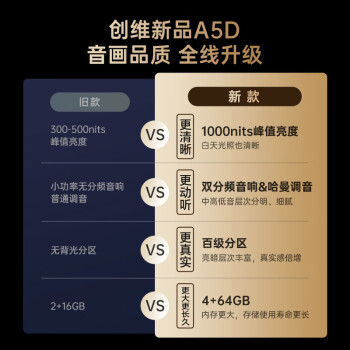 创维新品A5D
音画品质 全线升级
旧款
新款
300-500nits
峰值亮度
VS
更清晰
1000nits峰值亮度
白天光照也清晰
小功率无分频音响
普通调音
VS
更动听
双分频音响&哈曼调音
中高低音层次分明、细腻
无背光分区
VS
更真实
百级分区
亮暗层次丰富，真实感倍增
2+16GB
VS
更大更长久
4+64GB
内存更大，存储使用寿命更长